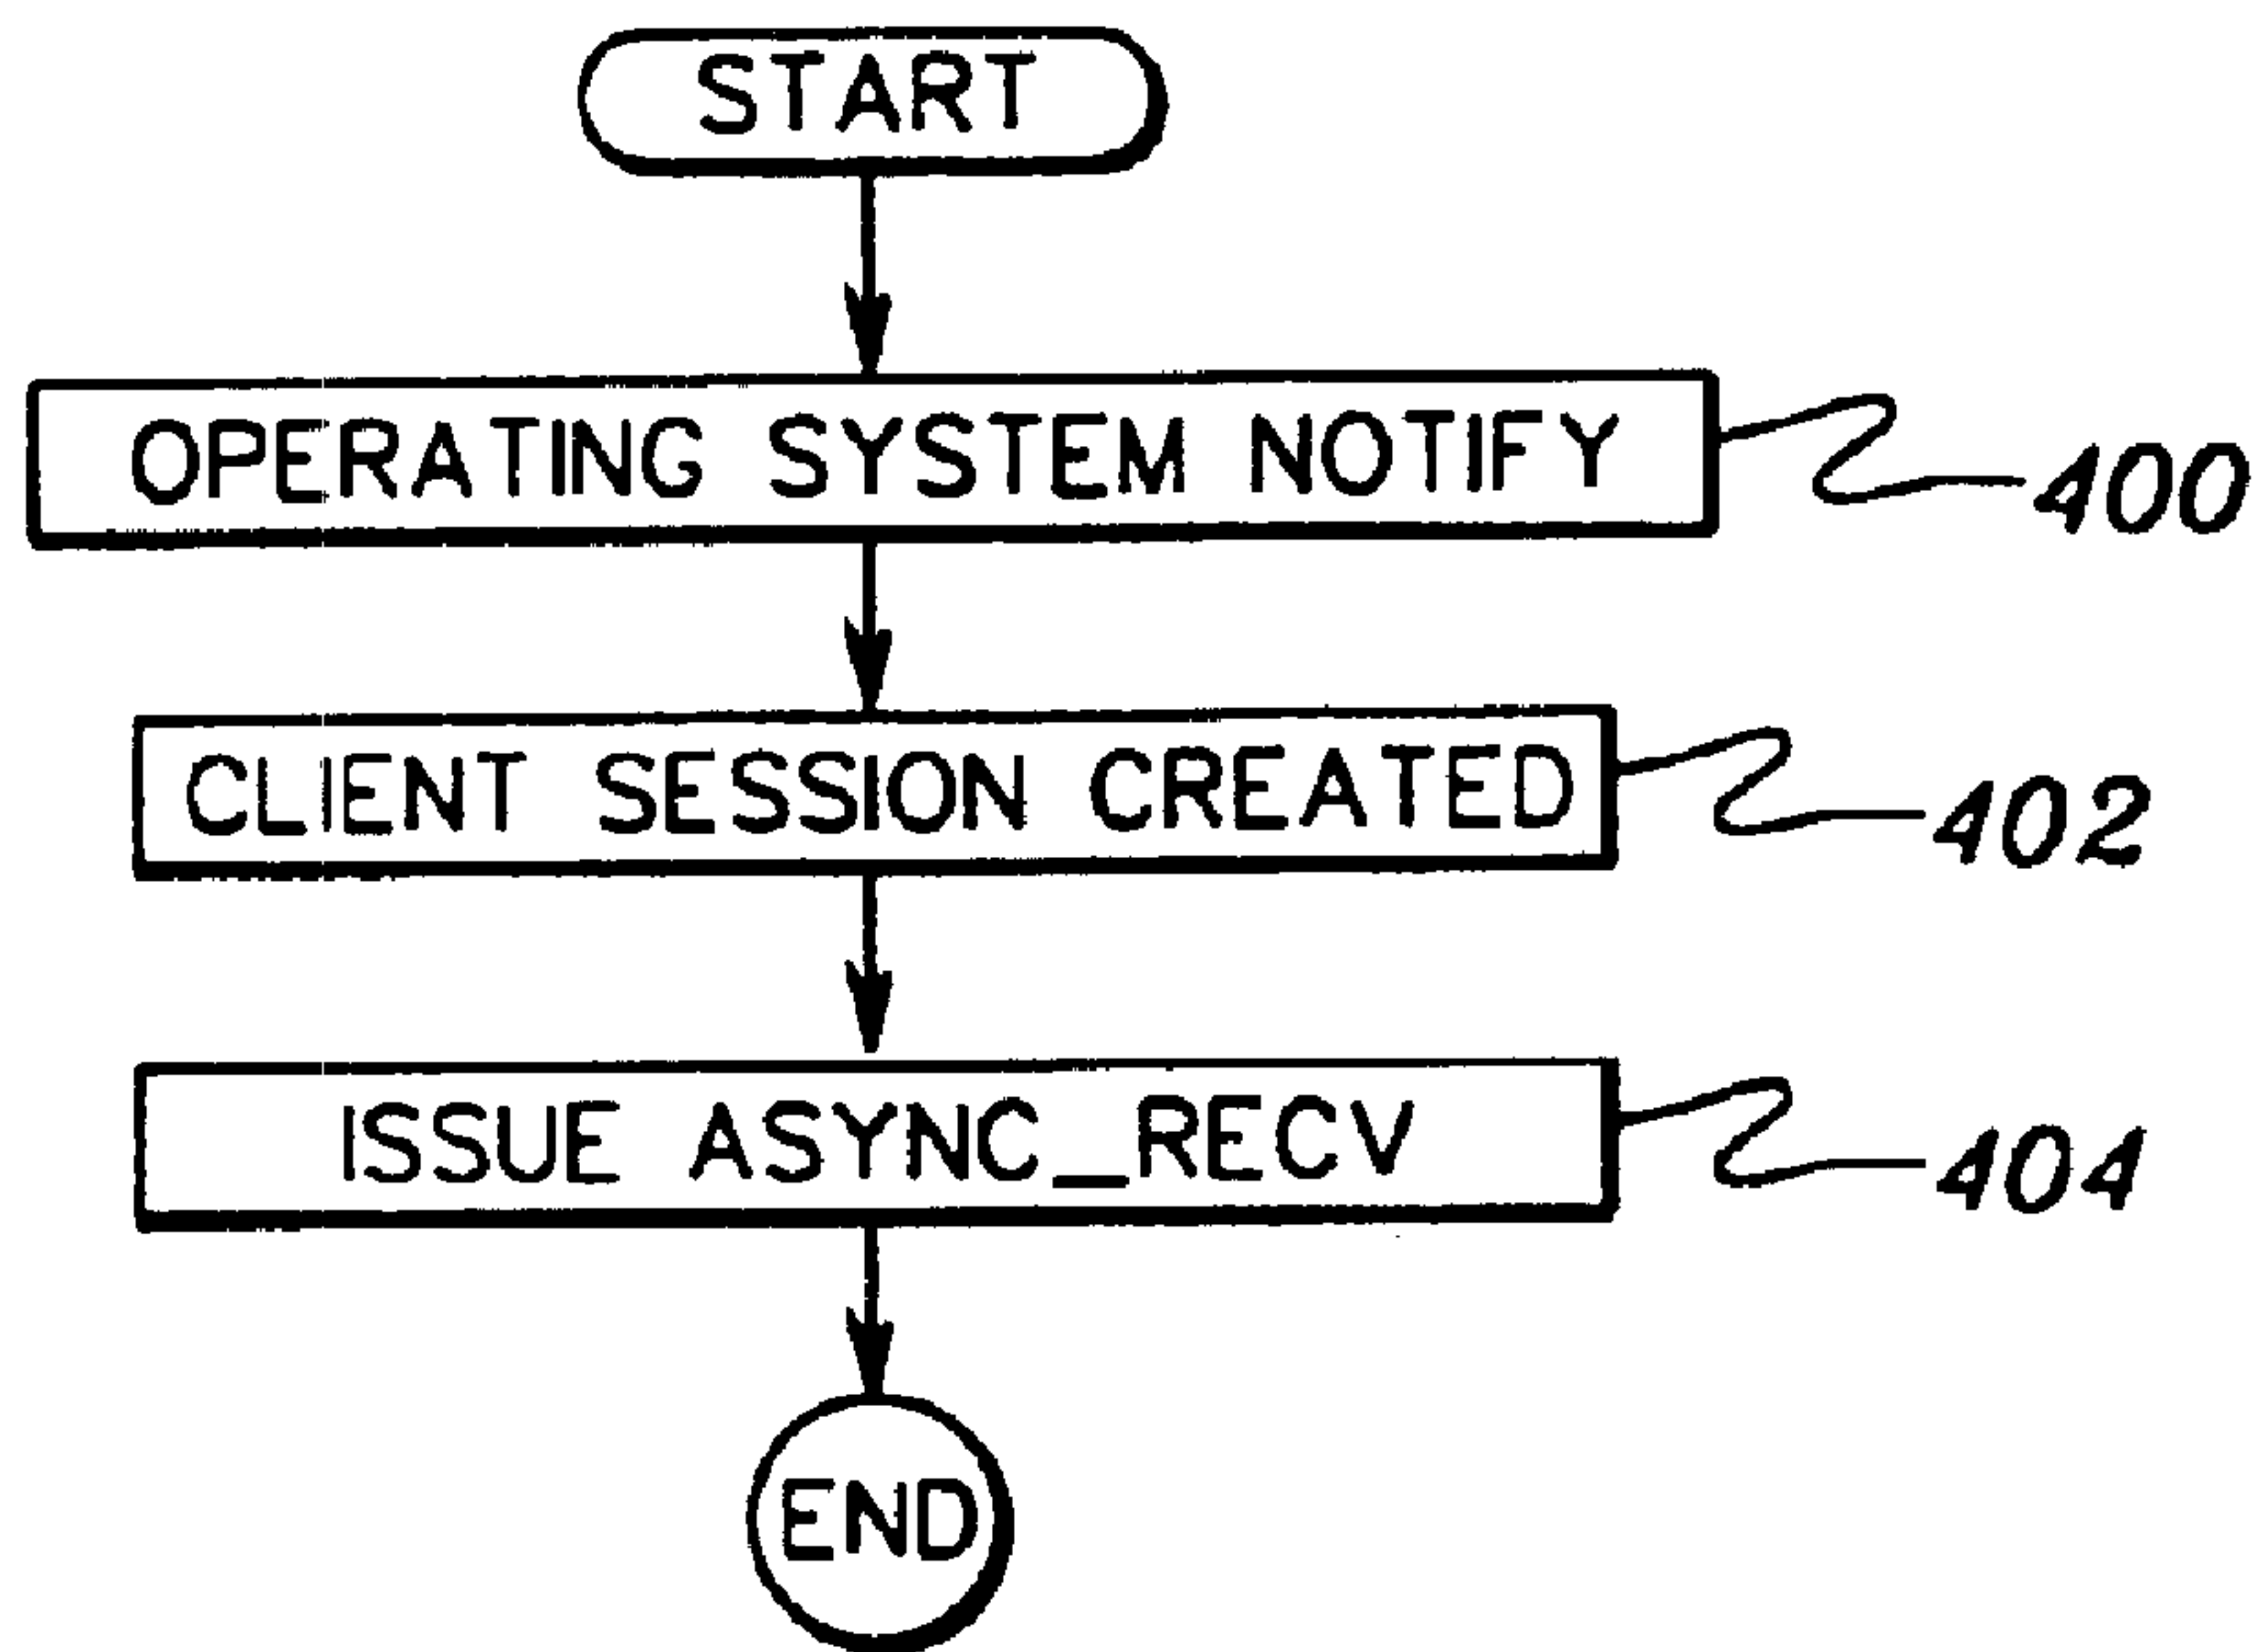 START
OPERATING SYSTEM NOTIFY
400
CLIENT SESSION CREATED
402
ISSUE ASYNC_RECV
404
END